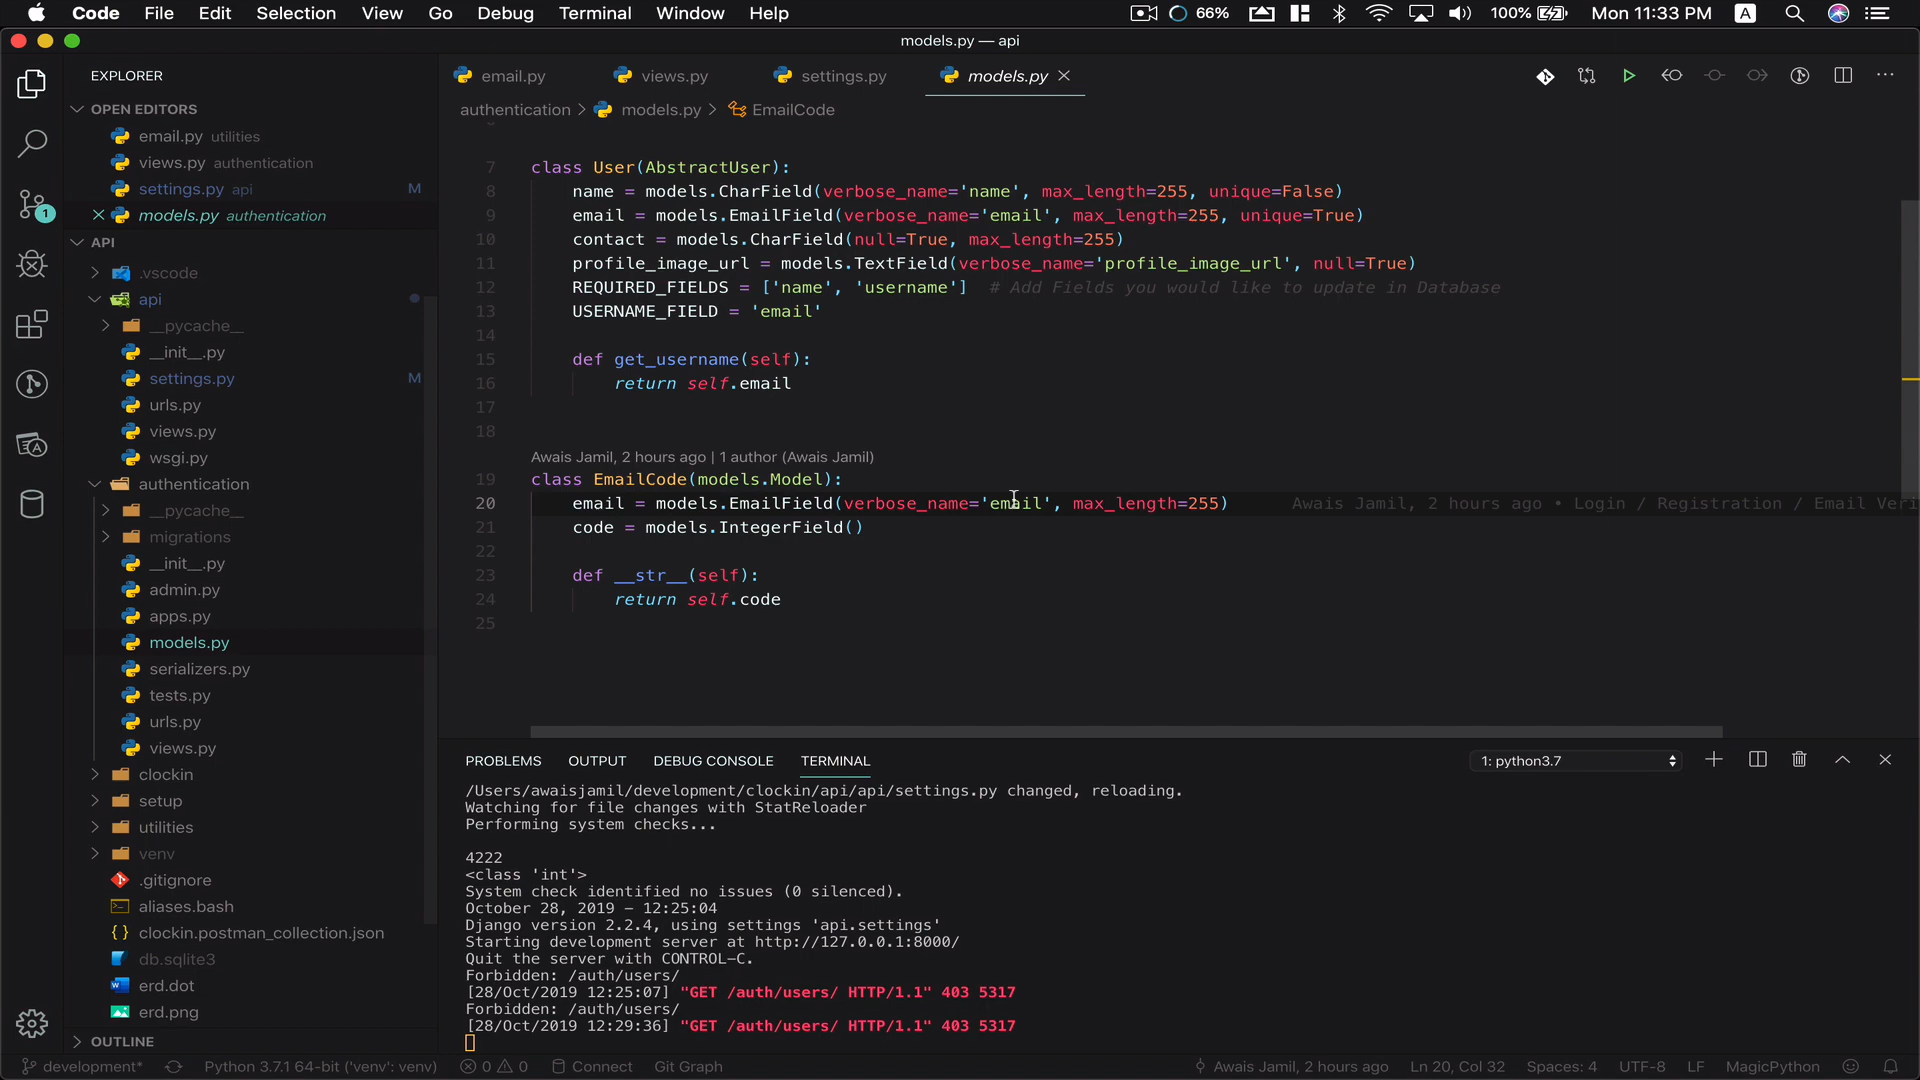 Code File Edit Selection View Go Debug Terminal Window Help 66% 100% Mon 11:33 PM A
models.py — api
EXPLORER
OPEN EDITORS
email.py utilities
views.py authentication
settings.py api M
models.py authentication
API
.vscode
api
__pycache__
__init__.py
settings.py M
urls.py
views.py
wsgi.py
authentication
__pycache__
migrations
__init__.py
admin.py
apps.py
models.py
serializers.py
tests.py
urls.py
views.py
clockin
setup
utilities
venv
.gitignore
aliases.bash
clockin.postman_collection.json
db.sqlite3
erd.dot
erd.png
OUTLINE
1
email.py views.py settings.py models.py
authentication > models.py > EmailCode
7 class User(AbstractUser):
8 name = models.CharField(verbose_name='name', max_length=255, unique=False)
9 email = models.EmailField(verbose_name='email', max_length=255, unique=True)
10 contact = models.CharField(null=True, max_length=255)
11 profile_image_url = models.TextField(verbose_name='profile_image_url', null=True)
12 REQUIRED_FIELDS = ['name', 'username'] # Add Fields you would like to update in Database
13 USERNAME_FIELD = 'email'
14
15 def get_username(self):
16 return self.email
17
18
Awais Jamil, 2 hours ago | 1 author (Awais Jamil)
19 class EmailCode(models.Model):
20 email = models.EmailField(verbose_name='email', max_length=255) Awais Jamil, 2 hours ago • Login / Registration / Email Veri
21 code = models.IntegerField()
22
23 def __str__(self):
24 return self.code
25
PROBLEMS OUTPUT DEBUG CONSOLE TERMINAL 1: python3.7
/Users/awaisjamil/development/clockin/api/api/settings.py changed, reloading.
Watching for file changes with StatReloader
Performing system checks...
4222
<class 'int'>
System check identified no issues (0 silenced).
October 28, 2019 - 12:25:04
Django version 2.2.4, using settings 'api.settings'
Starting development server at http://127.0.0.1:8000/
Quit the server with CONTROL-C.
Forbidden: /auth/users/
[28/Oct/2019 12:25:07] "GET /auth/users/ HTTP/1.1" 403 5317
Forbidden: /auth/users/
[28/Oct/2019 12:29:36] "GET /auth/users/ HTTP/1.1" 403 5317
development* Python 3.7.1 64-bit ('venv': venv) 0 0 Connect Git Graph Awais Jamil, 2 hours ago Ln 20, Col 32 Spaces: 4 UTF-8 LF MagicPython